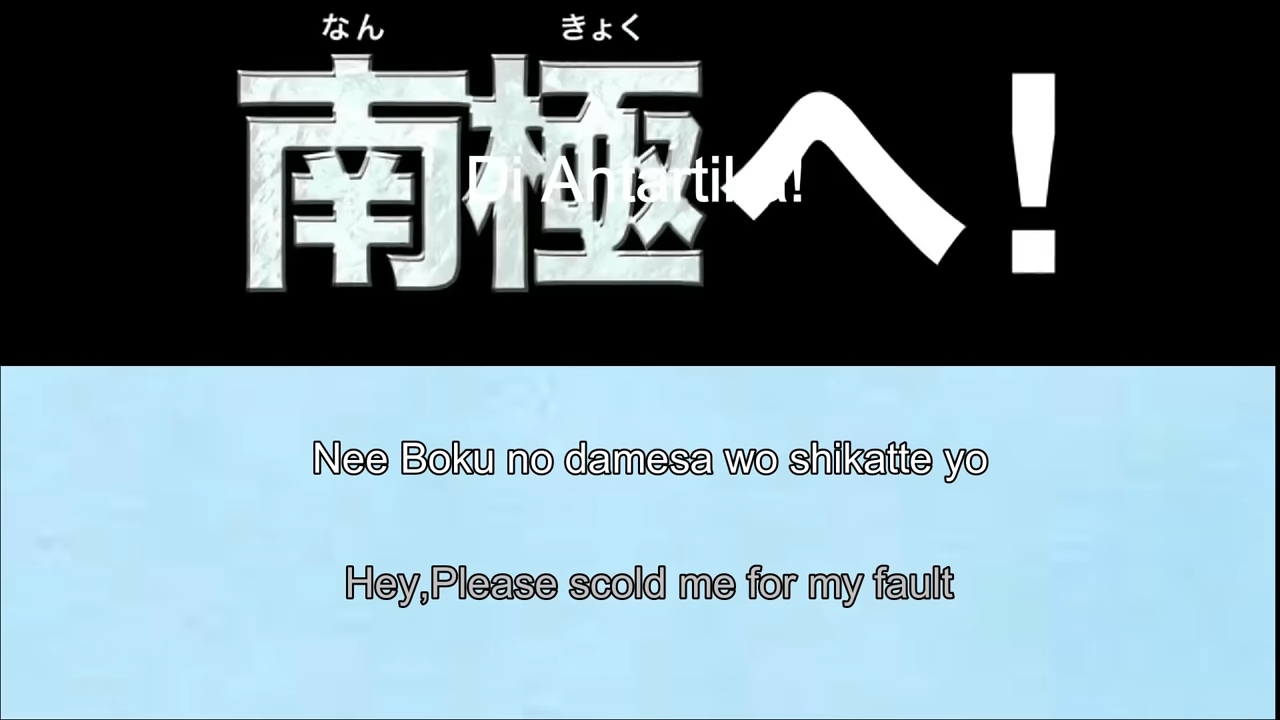 なん きょく
南極へ!
Di Antartika!
Nee Boku no damesa wo shikatte yo
Hey,Please scold me for my fault